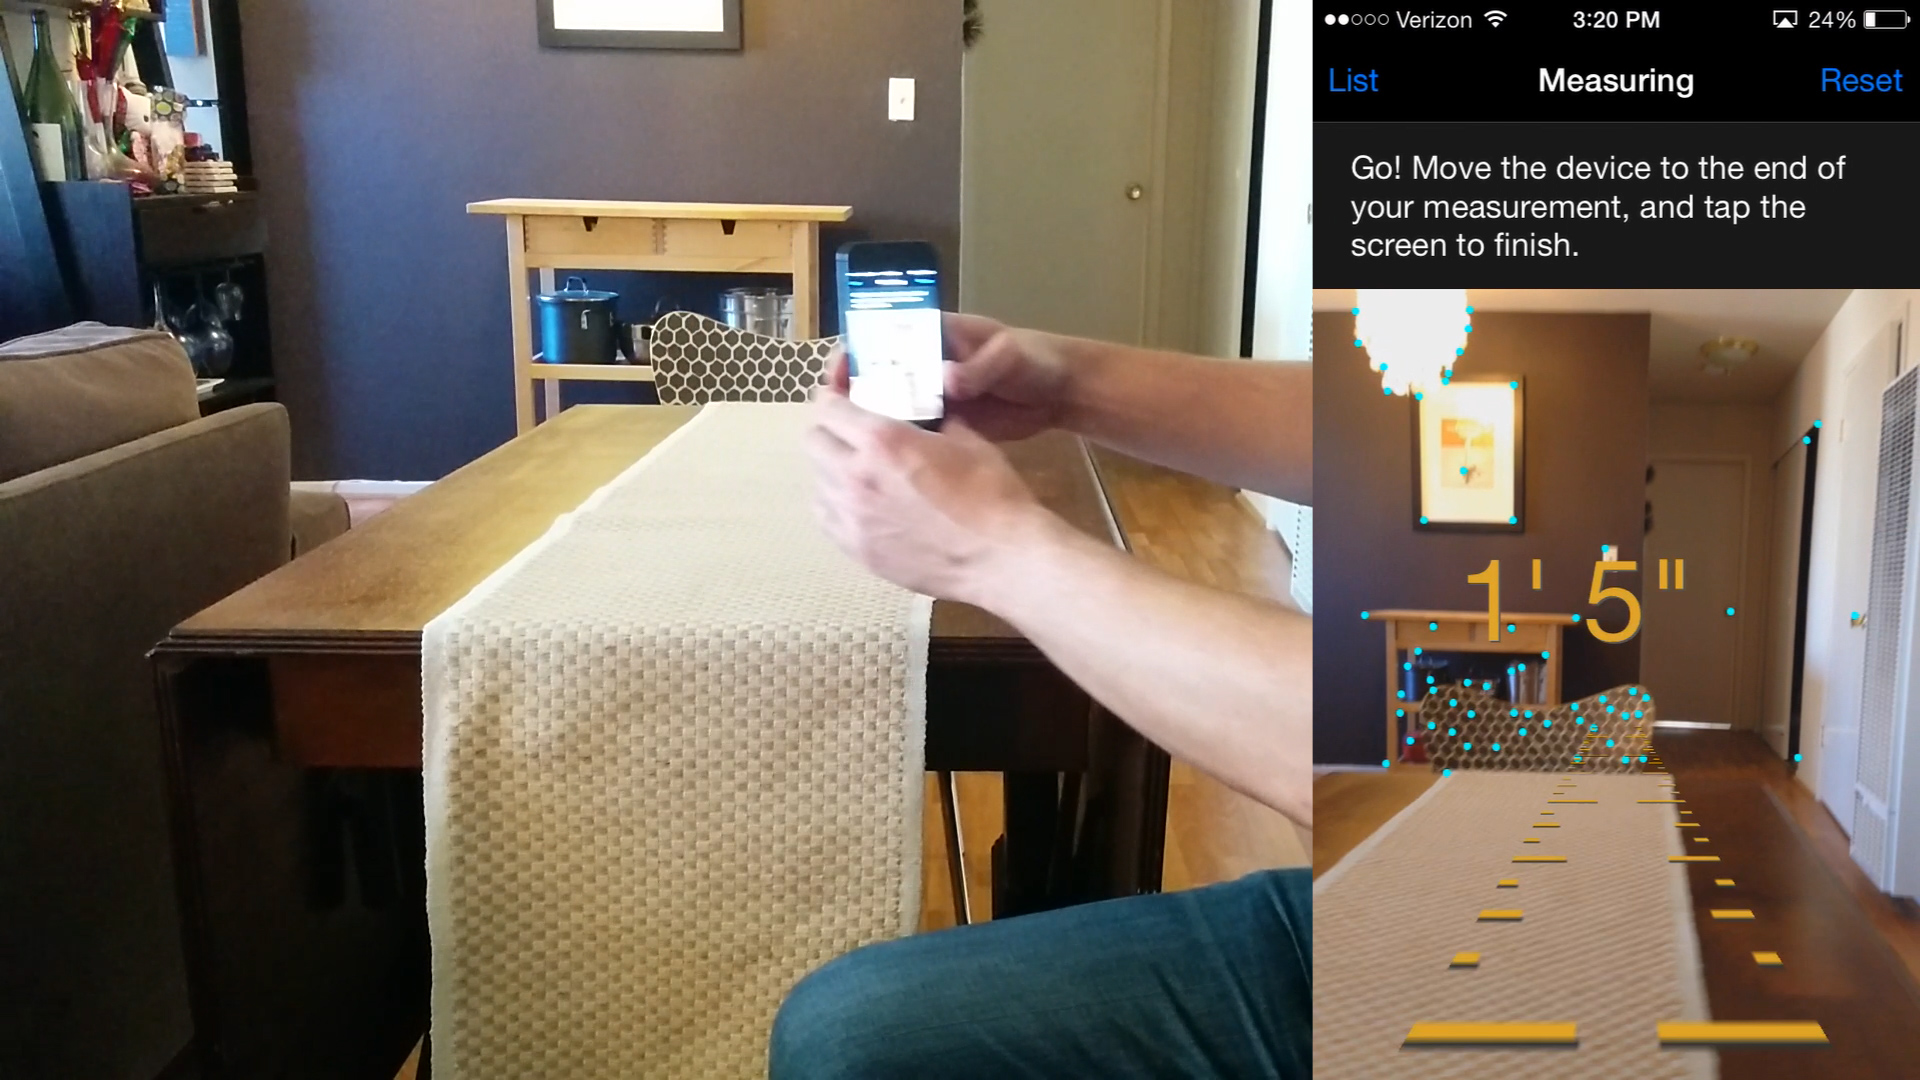 Verizon 3:20 PM 24%
List Measuring Reset
Go! Move the device to the end of
your measurement, and tap the
screen to finish.
1' 5"